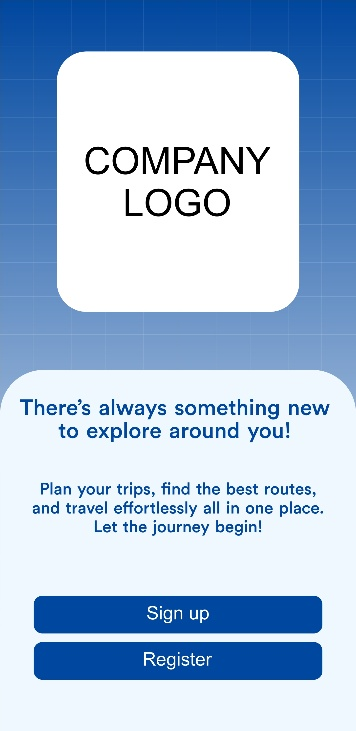 COMPANY
LOGO
There's always something new
to explore around you!
Plan your trips, find the best routes,
and travel effortlessly all in one place.
Let the journey begin!
Sign up
Register